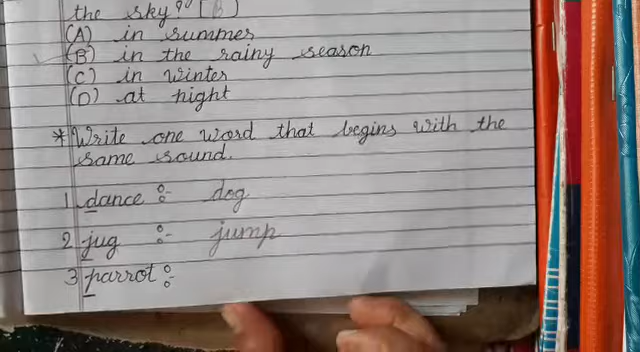 the sky? [B]
(A) in summer
(B) in the rainy season
(C) in winter
(D) at night
* Write one word that begins with the
same sound.
1 dance :- dog
2 jug :- jump
3 parrot :-